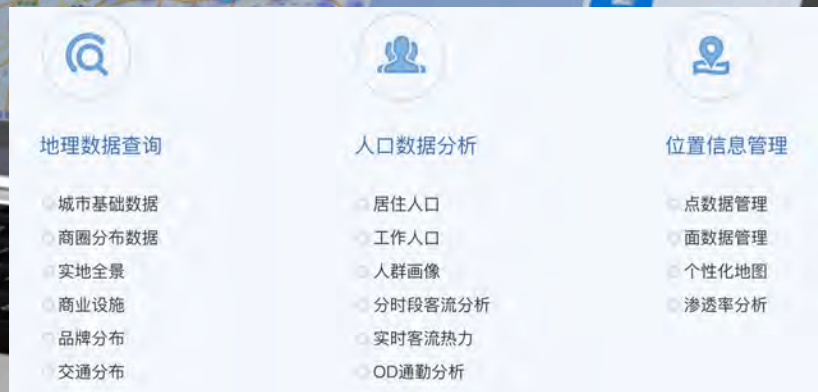 地理数据查询
城市基础数据
商圈分布数据
实地全景
商业设施
品牌分布
交通分布
人口数据分析
居住人口
工作人口
人群画像
分时段客流分析
实时客流热力
OD通勤分析
位置信息管理
点数据管理
面数据管理
个性化地图
渗透率分析